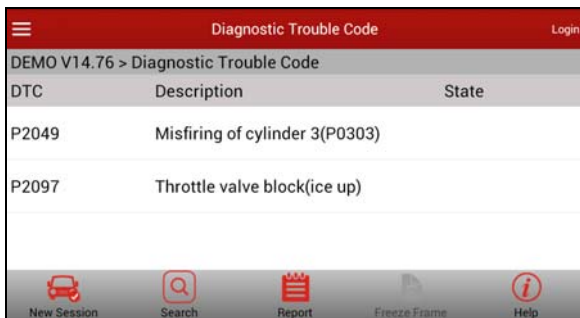 Diagnostic Trouble Code Login
DEMO V14.76 > Diagnostic Trouble Code
DTC Description State
P2049 Misfiring of cylinder 3(P0303)
P2097 Throttle valve block(ice up)
New Session Search Report Freeze Frame Help